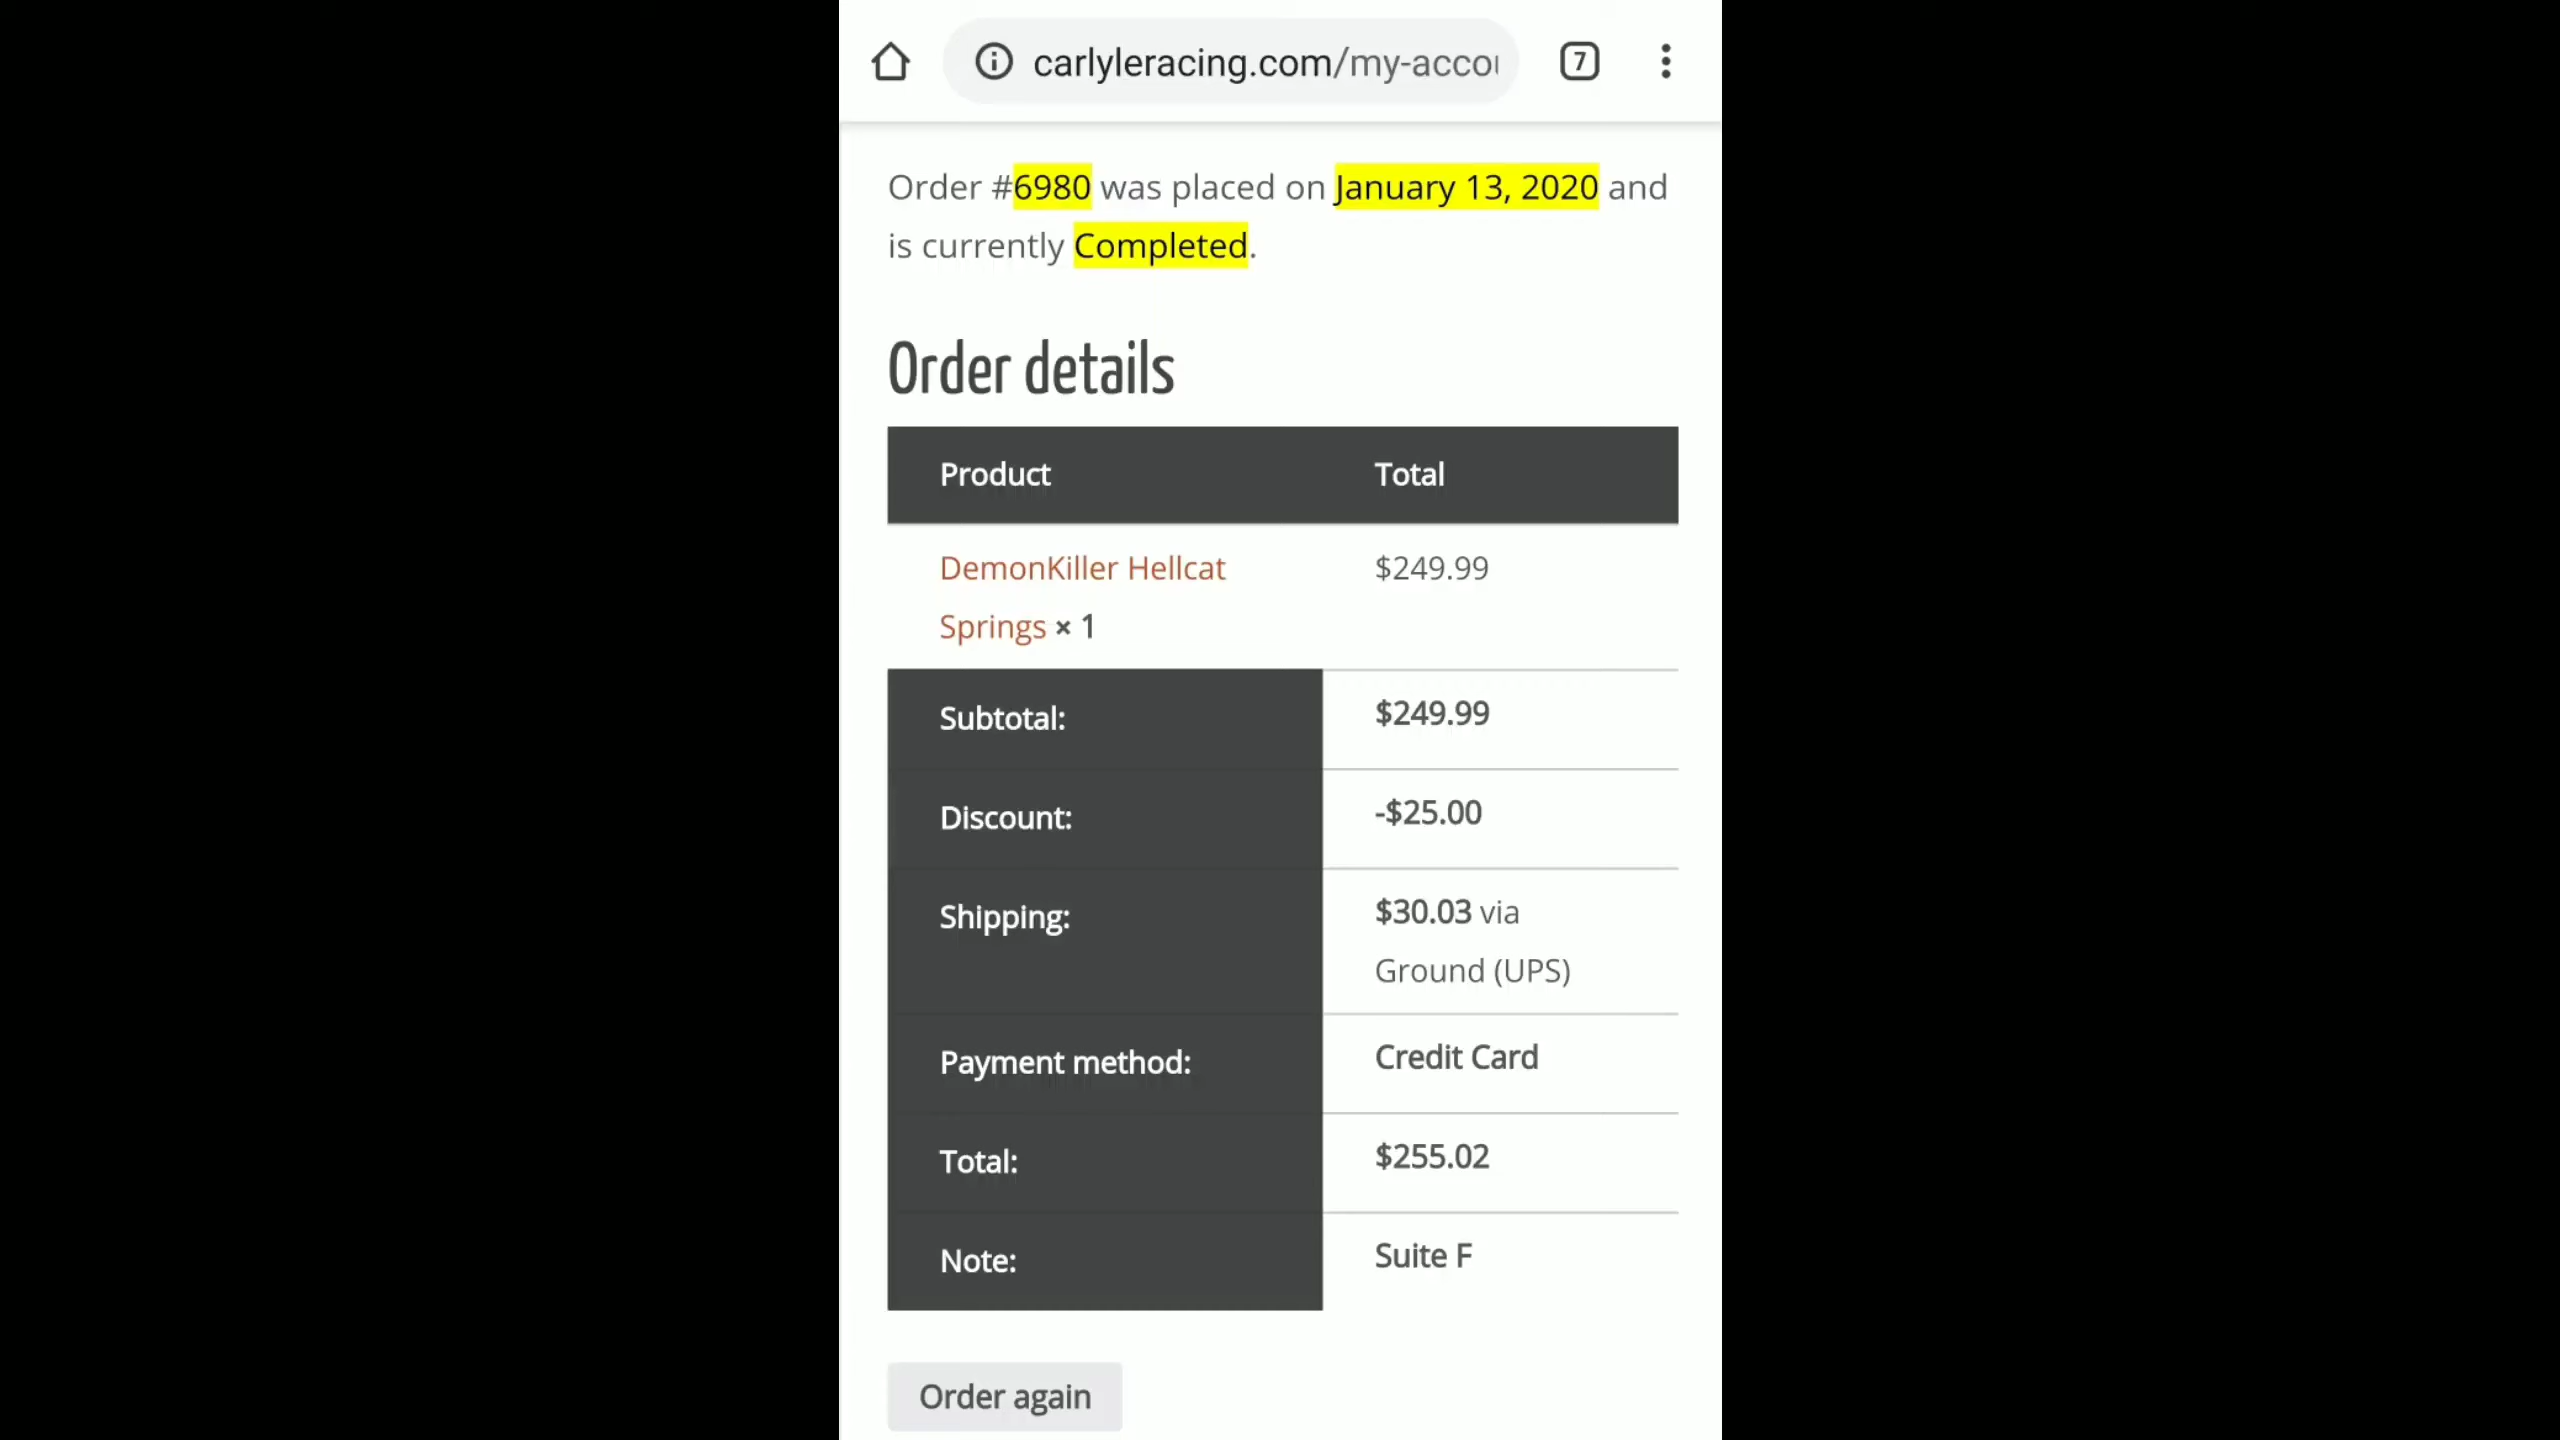 carlyleracing.com/my-accou
7
Order #6980 was placed on January 13, 2020 and
is currently Completed.
Order details
Product Total
DemonKiller Hellcat $249.99
Springs × 1
Subtotal: $249.99
Discount: -$25.00
Shipping: $30.03 via
Ground (UPS)
Payment method: Credit Card
Total: $255.02
Note: Suite F
Order again